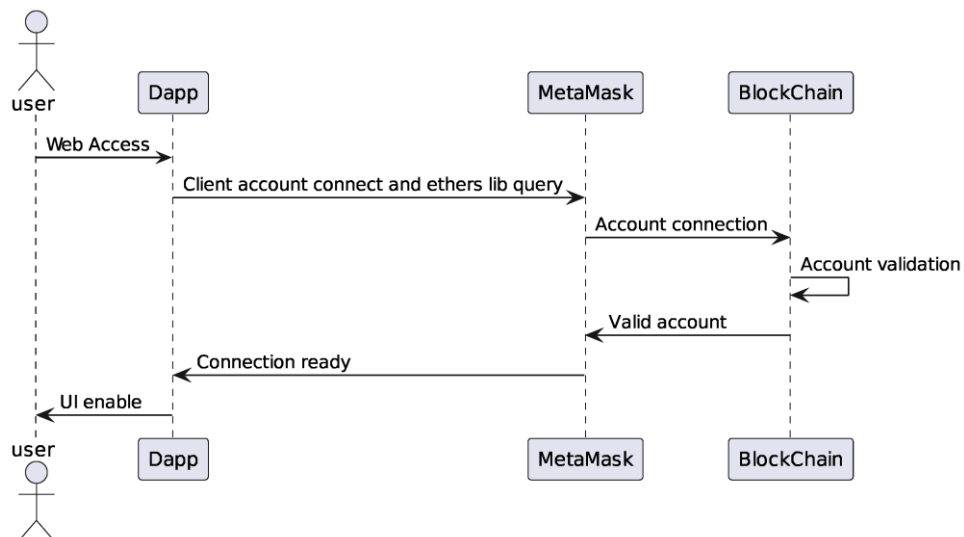 user
Dapp
MetaMask
BlockChain
Web Access
Client account connect and ethers lib query
Account connection
Account validation
Valid account
Connection ready
UI enable
user
Dapp
MetaMask
BlockChain